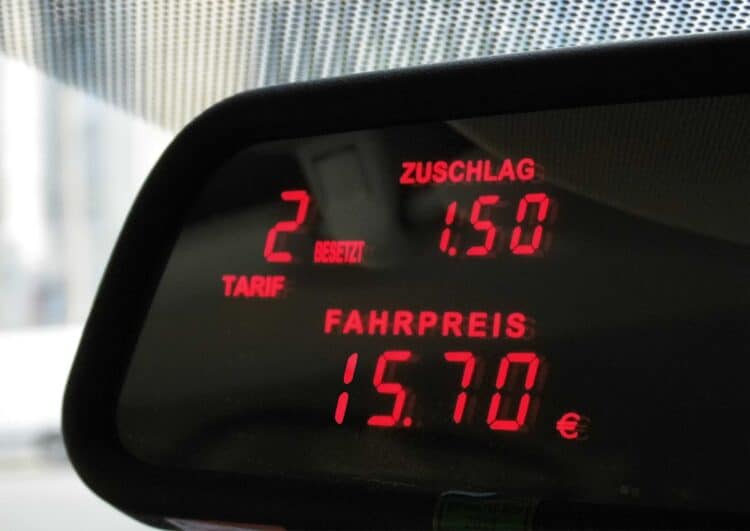 ZUSCHLAG
2 BESETZT 1.50
TARIF
FAHRPREIS
15.70 €